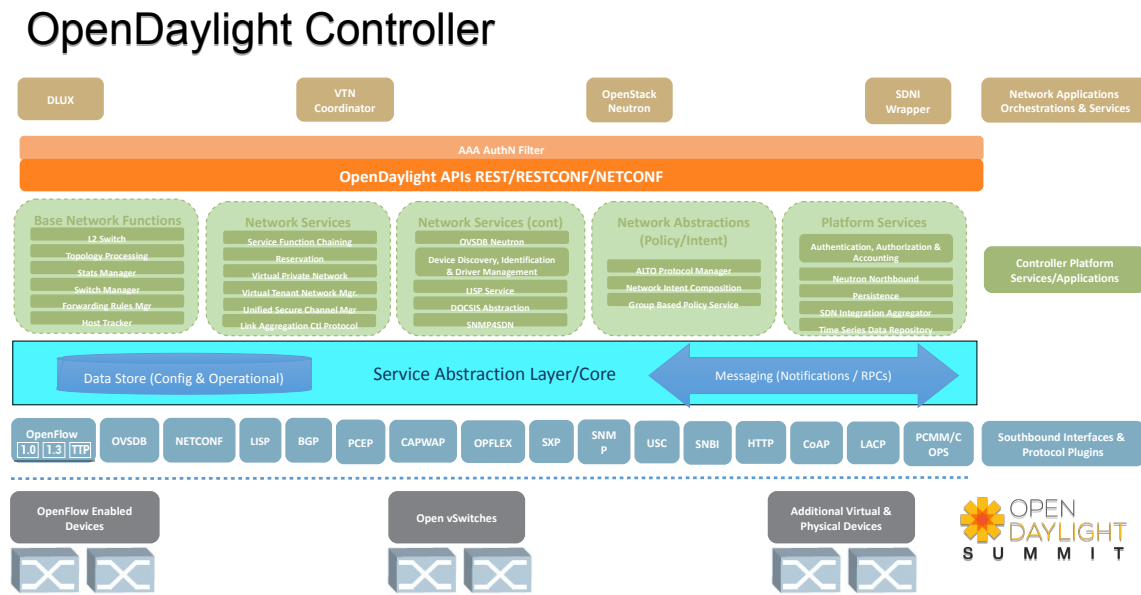 OpenDaylight Controller
DLUX
VTN
Coordinator
OpenStack
Neutron
SDNI
Wrapper
Network Applications
Orchestrations & Services
AAA AuthN Filter
OpenDaylight APIs REST/RESTCONF/NETCONF
Base Network Functions
L2 Switch
Topology Processing
Stats Manager
Switch Manager
Forwarding Rules Mgr
Host Tracker
Network Services
Service Function Chaining
Reservation
Virtual Private Network
Virtual Tenant Network Mgr.
Unified Secure Channel Mgr
Link Aggregation Ctl Protocol
Network Services (cont)
OVSDB Neutron
Device Discovery, Identification
& Driver Management
LISP Service
DOCSIS Abstraction
SNMP4SDN
Network Abstractions
(Policy/Intent)
ALTO Protocol Manager
Network Intent Composition
Group Based Policy Service
Platform Services
Authentication, Authorization &
Accounting
Neutron Northbound
Persistence
SDN Integration Aggregator
Time Series Data Repository
Controller Platform
Services/Applications
Data Store (Config & Operational)
Service Abstraction Layer/Core
Messaging (Notifications / RPCs)
OpenFlow
1.0 1.3 TTP
OVSDB
NETCONF
LISP
BGP
PCEP
CAPWAP
OPFLEX
SXP
SNM
P
USC
SNBI
HTTP
CoAP
LACP
PCMM/C
OPS
Southbound Interfaces &
Protocol Plugins
OpenFlow Enabled
Devices
Open vSwitches
Additional Virtual &
Physical Devices
OPEN
DAYLIGHT
SUMMIT